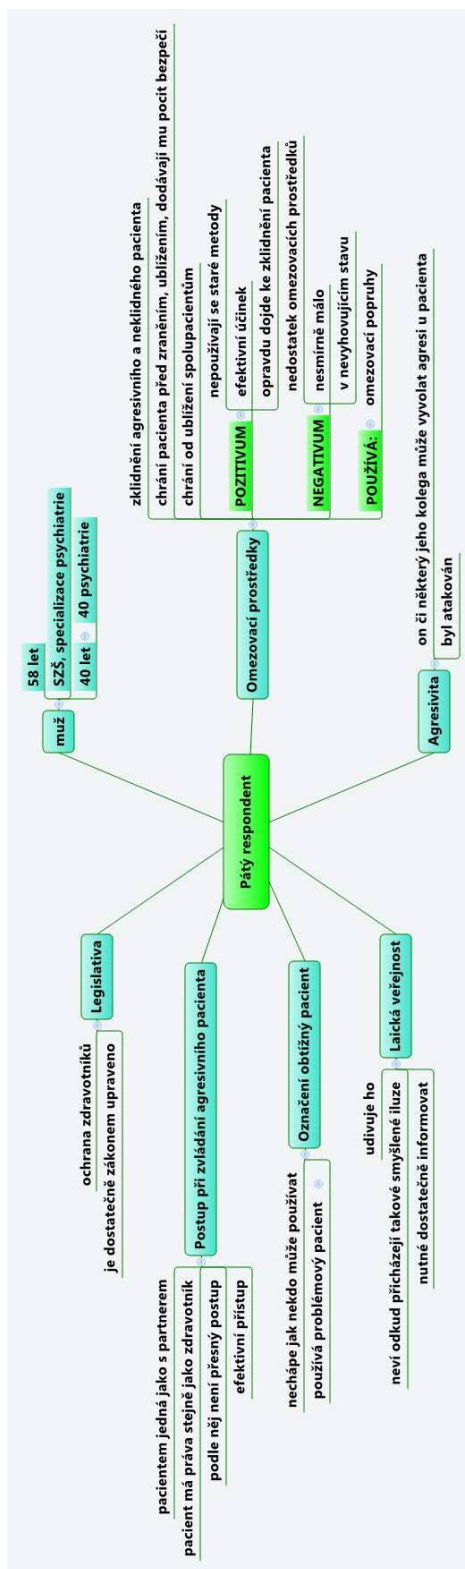 Pátý respondent
muž
58 let
SZŠ, specializace psychiatrie
40 let
40 psychiatrie
Omezovací prostředky
zklidnění agresivního a neklidného pacienta
chrání pacienta před zraněním, ublížením, dodávají mu pocit bezpečí
chrání od ublížení spolupacientům
nepoužívají se staré metody
POZITIVUM
efektivní účinek
opravdu dojde ke zklidnění pacienta
nedostatek omezovacích prostředků
NEGATIVUM
nesmírně málo
v nevyhovujícím stavu
POUŽÍVÁ:
omezovací popruhy
Agresivita
on či některý jeho kolega může vyvolat agresi u pacienta
byl atakován
Legislativa
ochrana zdravotníků
je dostatečně zákonem upraveno
Postup při zvládání agresivního pacienta
pacientem jedná jako s partnerem
pacient má práva stejně jako zdravotník
podle něj není přesný postup
efektivní přístup
Označení obtížný pacient
nechápe jak nekdo může používat
používá problémový pacient
Laická veřejnost
udivuje ho
neví odkud přicházejí takové smyšlené iluze
nutné dostatečně informovat